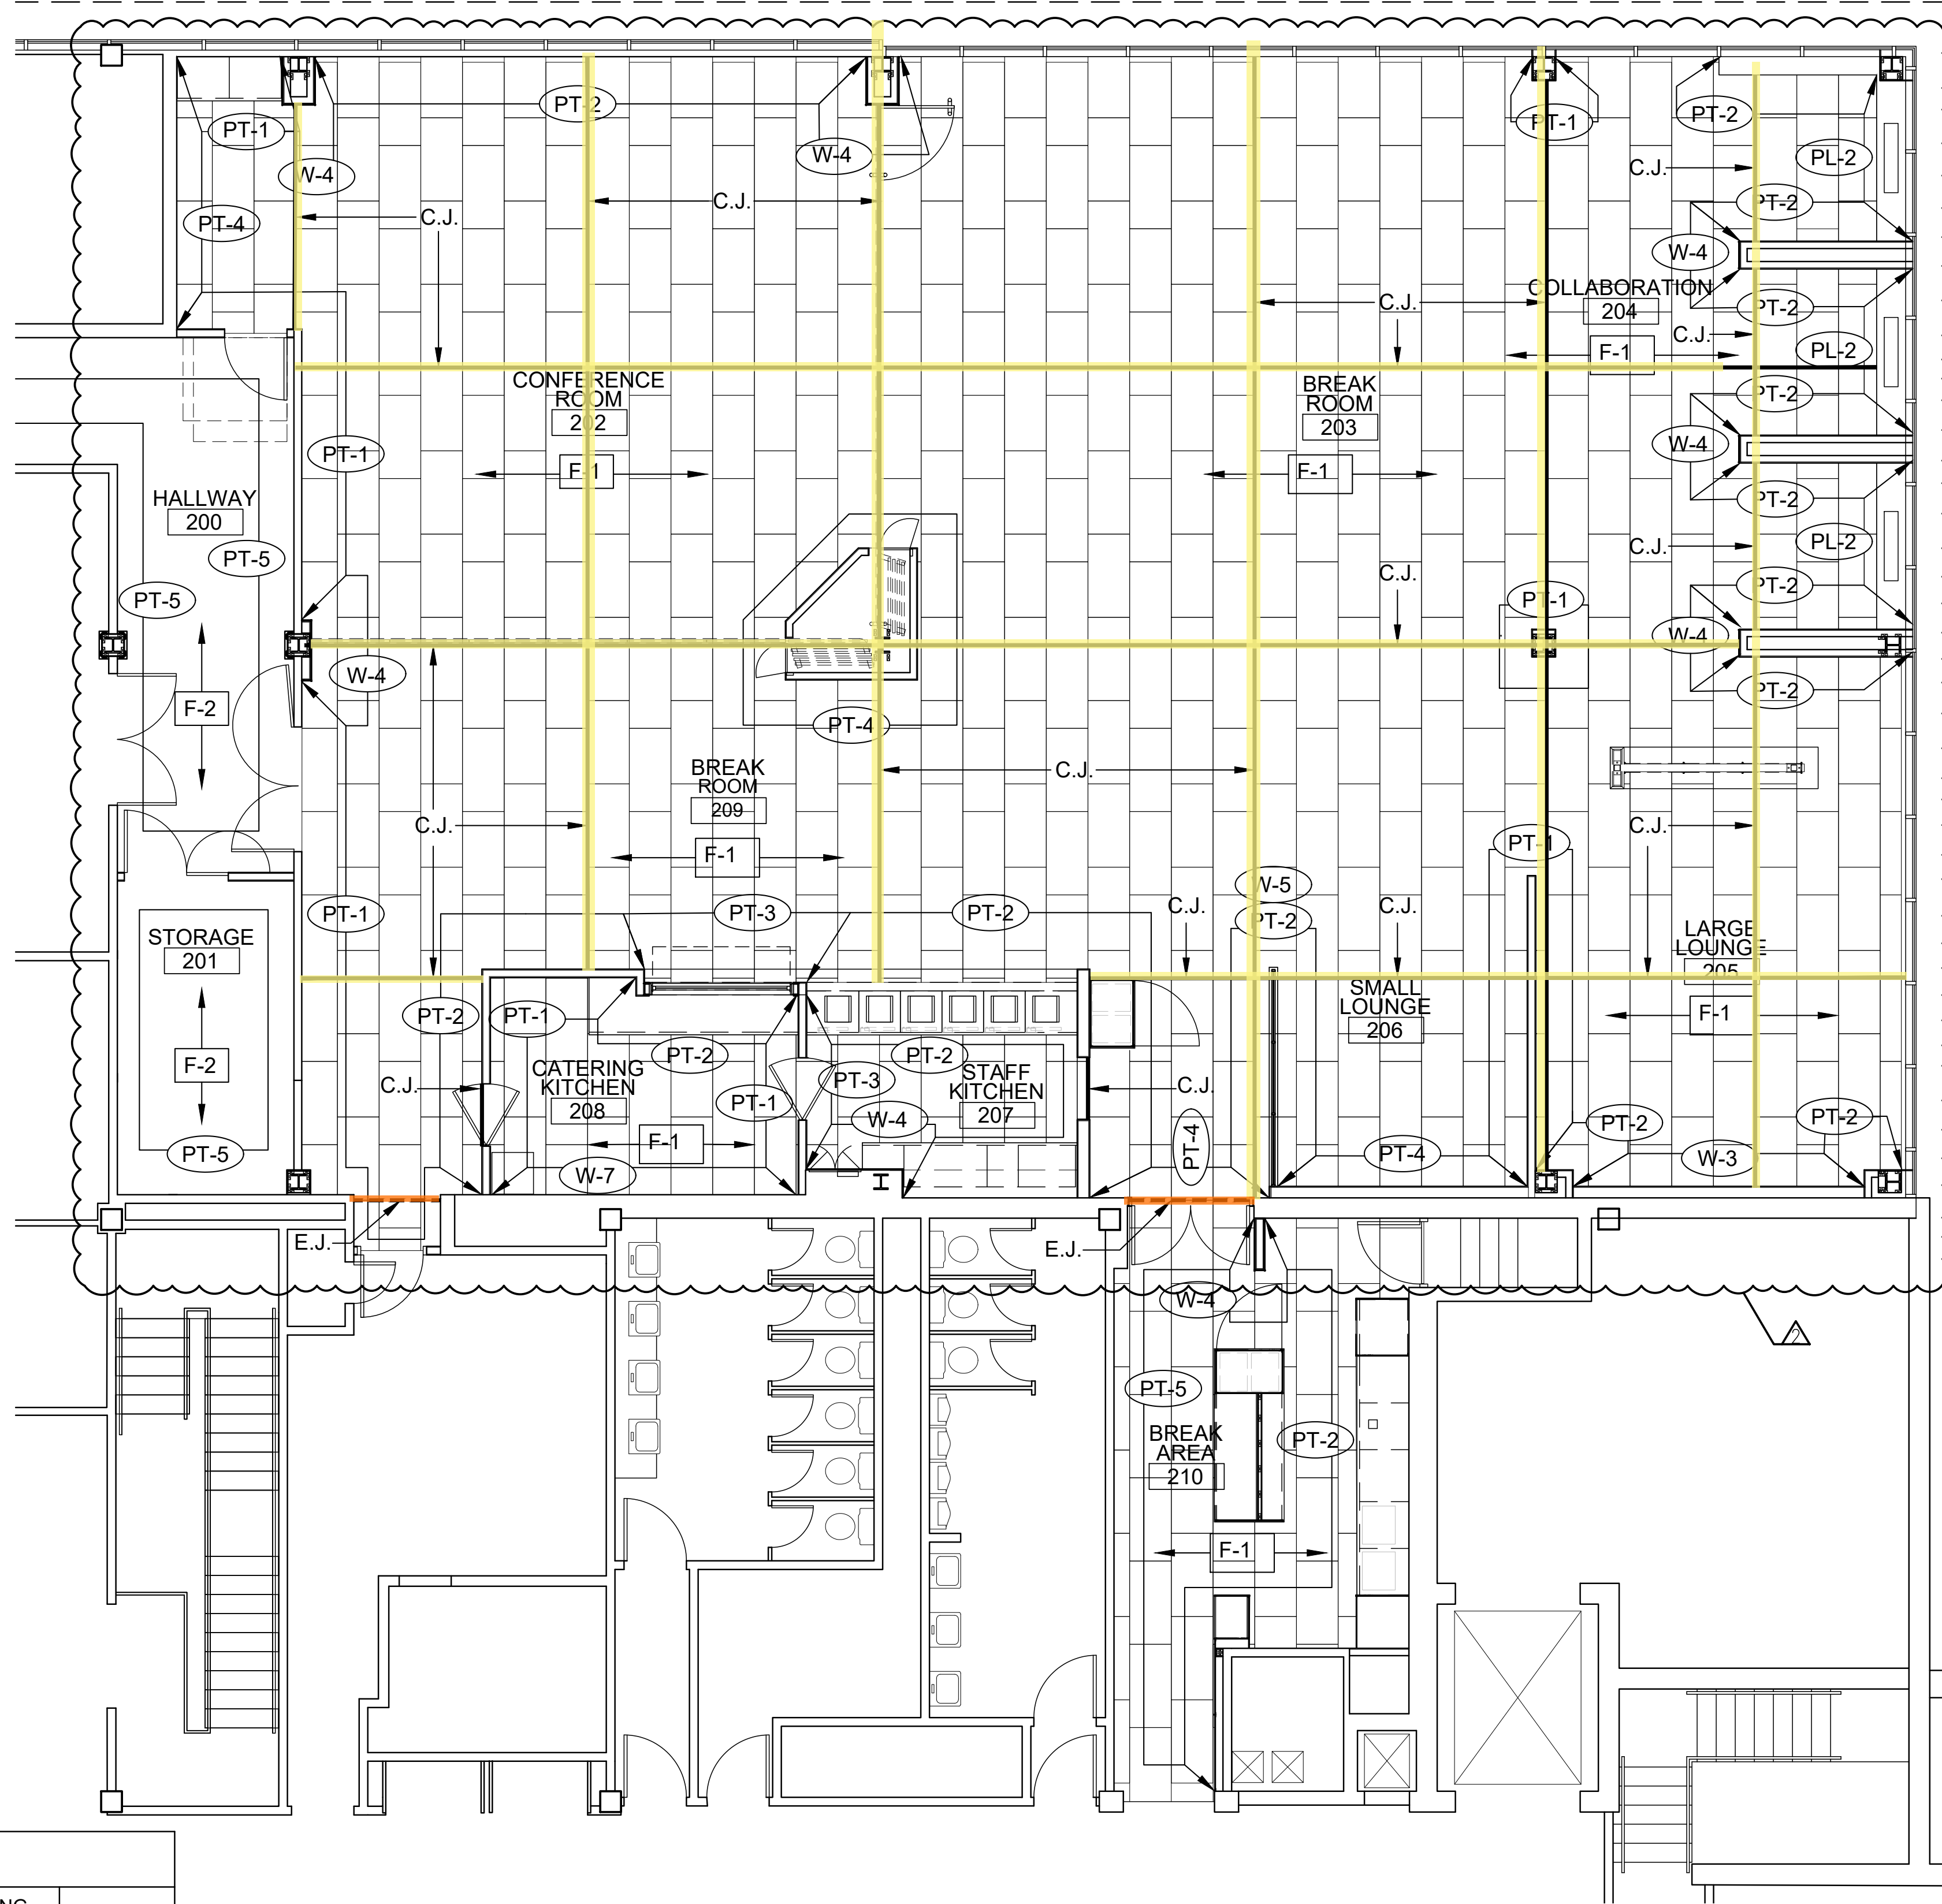 PT-2
PT-1
PT-1
PT-2
W-4
W-4
PL-2
C.J.
PT-4
C.J.
C.J.
PT-2
W-4
COLLABORATION
204
C.J.
PT-2
C.J.
F-1
PL-2
CONFERENCE
ROOM
202
BREAK
ROOM
203
PT-2
PT-1
W-4
F-1
F-1
HALLWAY
200
PT-2
PT-5
C.J.
PL-2
C.J.
PT-5
PT-1
PT-2
W-4
W-4
PT-2
F-2
PT-4
BREAK
ROOM
209
C.J.
C.J.
C.J.
F-1
PT-1
PT-1
PT-3
PT-2
C.J.
W-5
PT-2
C.J.
STORAGE
201
LARGE
LOUNGE
205
PT-2
PT-1
SMALL
LOUNGE
206
F-1
F-2
PT-2
PT-2
C.J.
CATERING
KITCHEN
208
PT-3
STAFF
KITCHEN
207
C.J.
PT-1
W-4
PT-2
PT-2
F-1
PT-4
PT-5
W-7
PT-4
W-3
E.J.
E.J.
W-4
2
PT-5
BREAK
AREA
210
PT-2
F-1